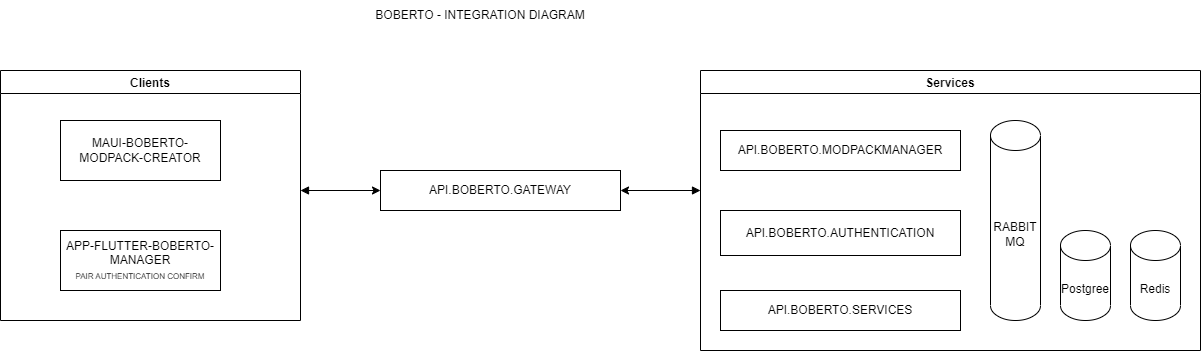 BOBERTO - INTEGRATION DIAGRAM
Clients
MAUI-BOBERTO-
MODPACK-CREATOR
APP-FLUTTER-BOBERTO-
MANAGER
PAIR AUTHENTICATION CONFIRM
API.BOBERTO.GATEWAY
Services
API.BOBERTO.MODPACKMANAGER
API.BOBERTO.AUTHENTICATION
API.BOBERTO.SERVICES
RABBIT
MQ
Postgree
Redis